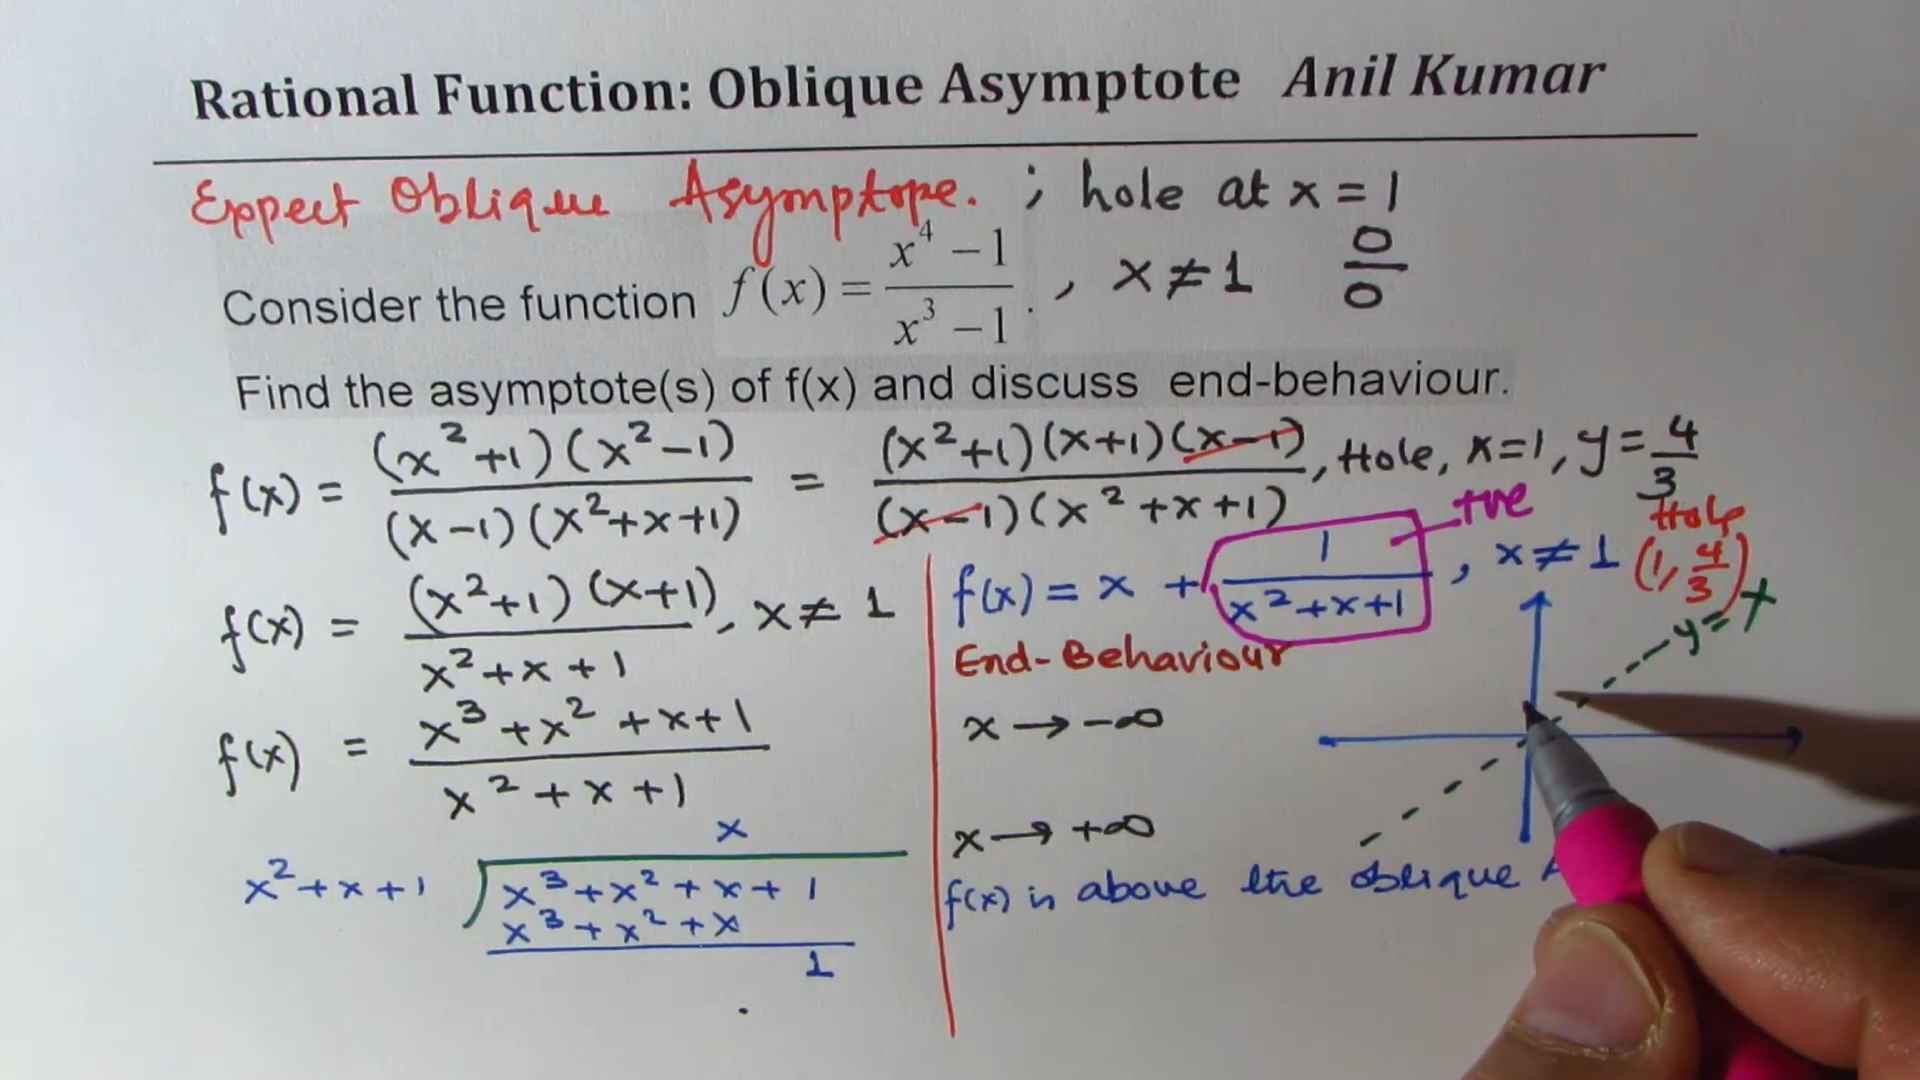 Rational Function: Oblique Asymptote Anil Kumar
Expect Oblique Asymptope. ; hole at x = 1
Consider the function f(x) = (x⁴ − 1)/(x³ − 1) . , x ≠ 1 0/0
Find the asymptote(s) of f(x) and discuss end-behaviour.
f(x) = (x²+1)(x²−1)/((x−1)(x²+x+1)) = (x²+1)(x+1)(x−1)/((x−1)(x²+x+1)), Hole, x=1, y=4/3
f(x) = (x²+1)(x+1)/(x²+x+1), x ≠ 1
f(x) = (x³+x²+x+1)/(x²+x+1)
x
x²+x+1 x³+x²+x+1
x³+x²+x
1
+ve
f(x) = x + 1/(x²+x+1), x ≠ 1
Hole
(1, 4/3)
y=x
End-Behaviour
x → −∞
x → +∞
f(x) is above the oblique